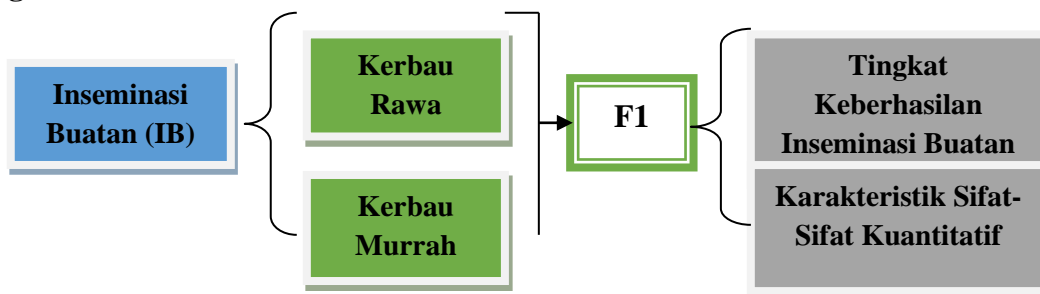 Inseminasi
Buatan (IB)
Kerbau
Rawa
Kerbau
Murrah
F1
Tingkat
Keberhasilan
Inseminasi Buatan
Karakteristik Sifat-
Sifat Kuantitatif